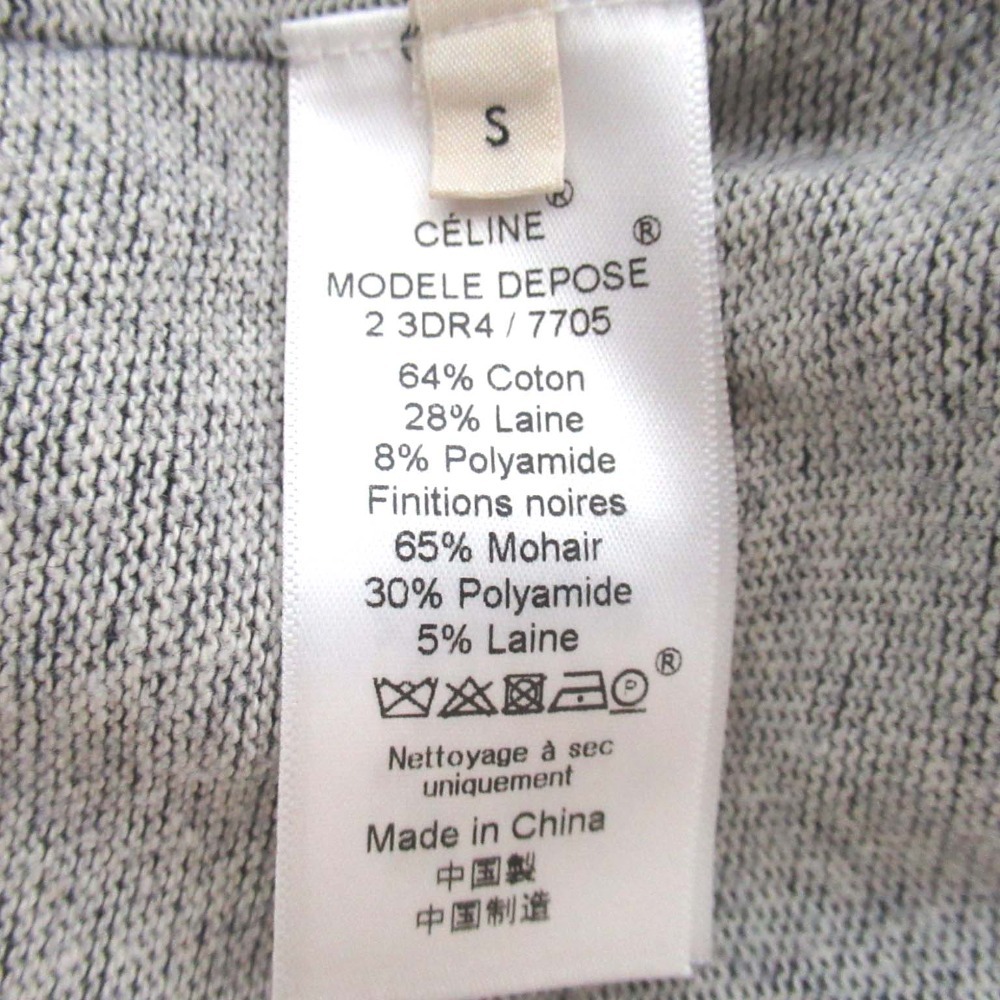 S
®
CÉLINE ®
MODELE DEPOSE
2 3DR4 / 7705
64% Coton
28% Laine
8% Polyamide
Finitions noires
65% Mohair
30% Polyamide
5% Laine
®
P
Nettoyage à sec
uniquement
Made in China
中国製
中国制造